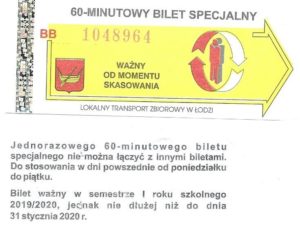 60-MINUTOWY BILET SPECJALNY
BB 1048964
WAŻNY
OD MOMENTU
SKASOWANIA
LOKALNY TRANSPORT ZBIOROWY W ŁODZI
Jednorazowego 60-minutowego biletu
specjalnego nie można łączyć z innymi biletami.
Do stosowania w dni powszednie od poniedziałku
do piątku.
Bilet ważny w semestrze I roku szkolnego
2019/2020, jednak nie dłużej niż do dnia
31 stycznia 2020 r.